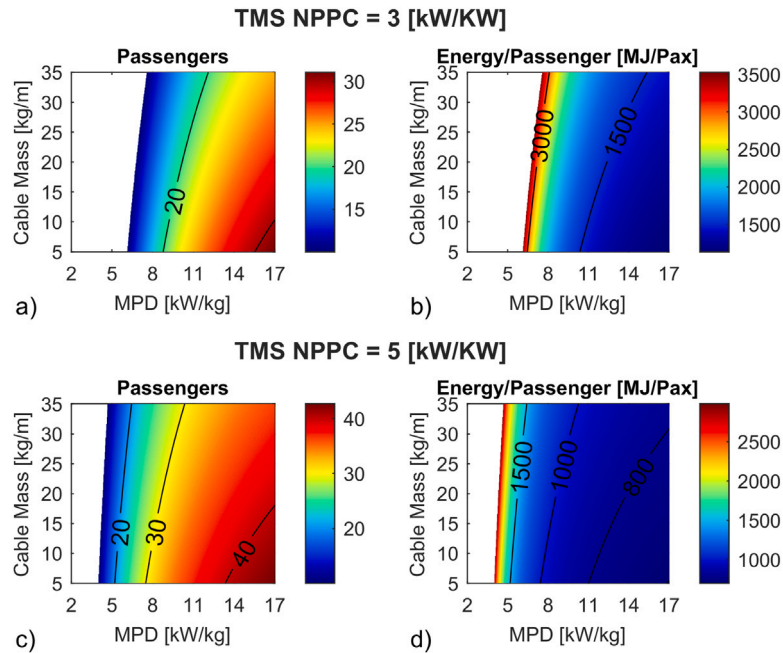 TMS NPPC = 3 [kW/KW]
Passengers
Cable Mass [kg/m]
35
30
25
20
15
10
5
20
2 5 8 11 14 17
MPD [kW/kg]
30
25
20
15
a)
Energy/Passenger [MJ/Pax]
Cable Mass [kg/m]
35
30
25
20
15
10
5
3000
1500
2 5 8 11 14 17
MPD [kW/kg]
3500
3000
2500
2000
1500
b)
TMS NPPC = 5 [kW/KW]
Passengers
Cable Mass [kg/m]
35
30
25
20
15
10
5
20
30
40
2 5 8 11 14 17
MPD [kW/kg]
40
30
20
c)
Energy/Passenger [MJ/Pax]
Cable Mass [kg/m]
35
30
25
20
15
10
5
1500
1000
800
2 5 8 11 14 17
MPD [kW/kg]
2500
2000
1500
1000
d)